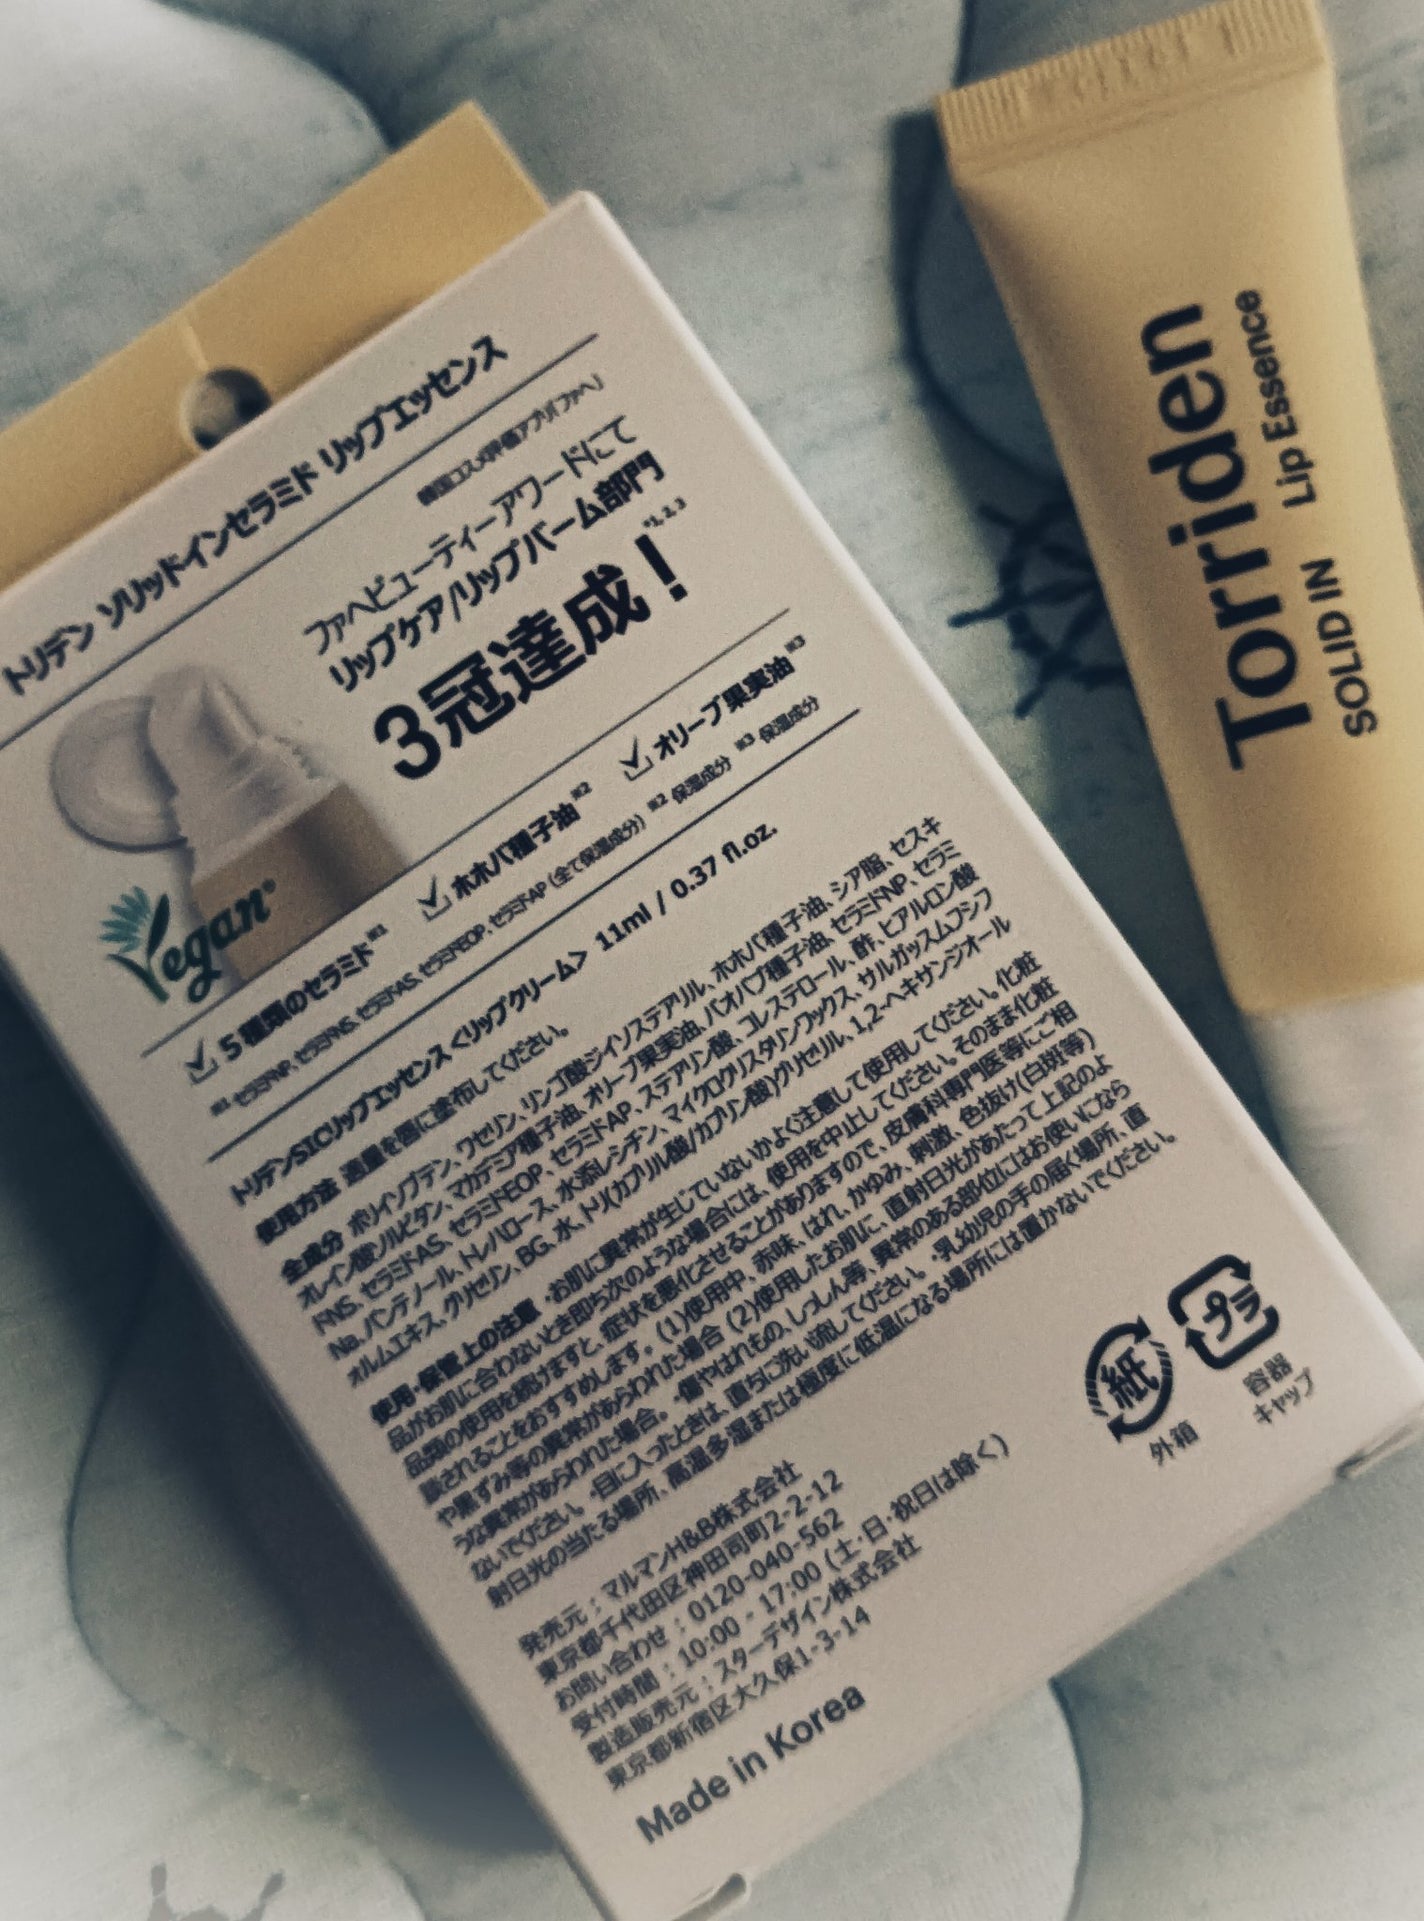 トリデン ソリッドインセラミド リップエッセンス
韓国コスメ評価アプリ「ファヘ」
ファヘビューティーアワードにて
リップケア/リップバーム部門
3冠達成! *1, 2, 3
Vegan®
✓ 5種類のセラミド※1 ✓ ホホバ種子油※2 ✓ オリーブ果実油※3
※1 セラミドNP、セラミドNS、セラミドAS、セラミドEOP、セラミドAP (全て保湿成分) ※2 保湿成分 ※3 保湿成分
トリデンSICリップエッセンス <リップクリーム> 11ml / 0.37 fl.oz.
使用方法 適量を唇に塗布してください。
全成分 ポリイソブテン、ワセリン、リンゴ酸ジイソステアリル、ホホバ種子油、シア脂、セスキ
オレイン酸ソルビタン、マカデミア種子油、オリーブ果実油、バオバブ種子油、セラミドNP、セラミ
ドNS、セラミドAS、セラミドEOP、セラミドAP、ステアリン酸、コレステロール、酢、ヒアルロン酸
Na、パンテノール、トレハロース、水添レシチン、マイクロクリスタリンワックス、サルガッスムフシフ
ォルムエキス、グリセリン、BG、水、トリ(カプリル酸/カプリン酸)グリセリル、1,2-ヘキサンジオール
使用・保管上の注意 ・お肌に異常が生じていないかよく注意して使用してください。化粧
品がお肌に合わないとき即ち次のような場合には、使用を中止してください。そのまま化粧
品類の使用を続けますと、症状を悪化させることがありますので、皮膚科専門医等にご相
談されることをおすすめします。(1)使用中、赤味、はれ、かゆみ、刺激、色抜け(白斑等)
や黒ずみ等の異常があらわれた場合 (2)使用したお肌に、直射日光があたって上記のよ
うな異常があらわれた場合。・傷やはれもの、しっしん等、異常のある部位にはお使いになら
ないでください。・目に入ったときは、直ちに洗い流してください。・乳幼児の手の届く場所、直
射日光の当たる場所、高温多湿または極度に低温になる場所には置かないでください。
発売元:マルマンH&B株式会社
東京都千代田区神田司町2-2-12
お問い合わせ:0120-040-562
受付時間:10:00 - 17:00 (土・日・祝日は除く)
製造販売元:スターデザイン株式会社
東京都新宿区大久保1-3-14
Made in Korea
紙
外箱
プラ
容器
キャップ
Torriden
SOLID IN Lip Essence